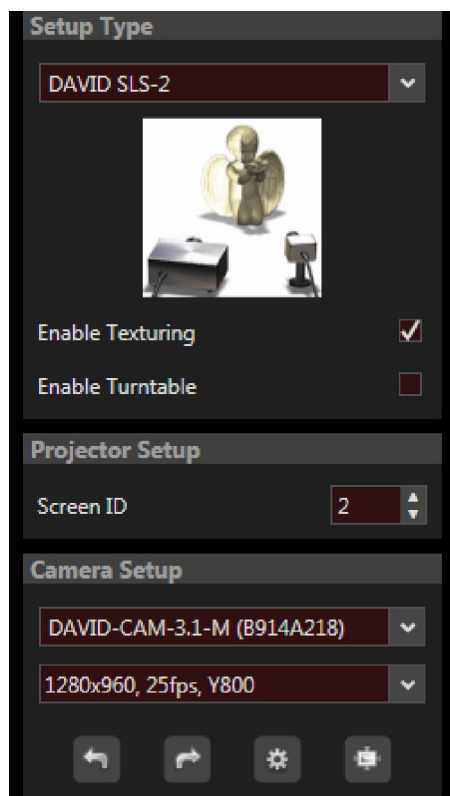 Setup Type
DAVID SLS-2
Enable Texturing
Enable Turntable
Projector Setup
Screen ID 2
Camera Setup
DAVID-CAM-3.1-M (B914A218)
1280x960, 25fps, Y800